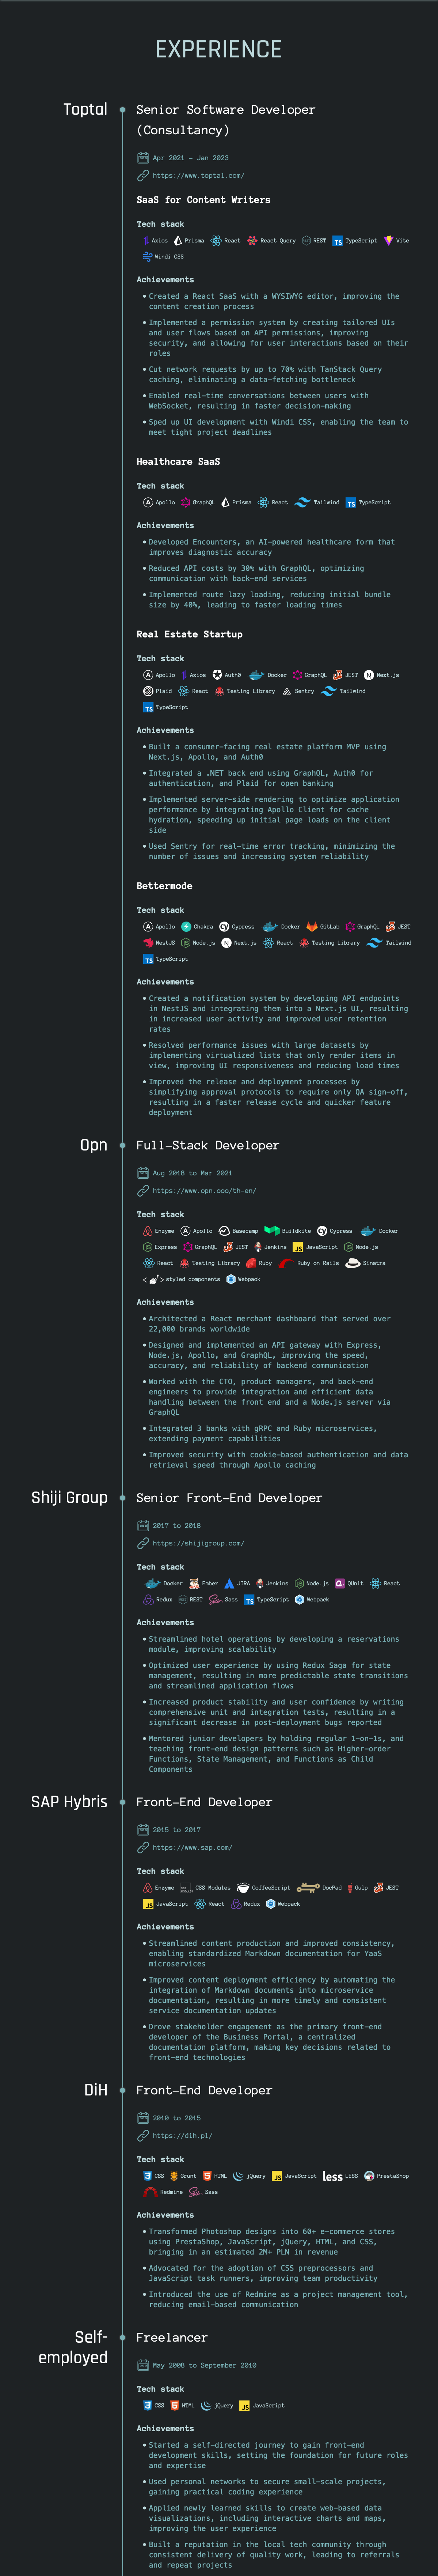 EXPERIENCE
Toptal
Senior Software Developer
(Consultancy)
Apr 2021 – Jan 2023
https://www.toptal.com/
SaaS for Content Writers
Tech stack
Axios Prisma React React Query REST TypeScript Vite
Windi CSS
Achievements
• Created a React SaaS with a WYSIWYG editor, improving the
content creation process
• Implemented a permission system by creating tailored UIs
and user flows based on API permissions, improving
security, and allowing for user interactions based on their
roles
• Cut network requests by up to 70% with TanStack Query
caching, eliminating a data-fetching bottleneck
• Enabled real-time conversations between users with
WebSocket, resulting in faster decision-making
• Sped up UI development with Windi CSS, enabling the team to
meet tight project deadlines
Healthcare SaaS
Tech stack
Apollo GraphQL Prisma React Tailwind TypeScript
Achievements
• Developed Encounters, an AI-powered healthcare form that
improves diagnostic accuracy
• Reduced API costs by 30% with GraphQL, optimizing
communication with back-end services
• Implemented route lazy loading, reducing initial bundle
size by 40%, leading to faster loading times
Real Estate Startup
Tech stack
Apollo Axios Auth0 Docker GraphQL JEST Next.js
Plaid React Testing Library Sentry Tailwind
TypeScript
Achievements
• Built a consumer-facing real estate platform MVP using
Next.js, Apollo, and Auth0
• Integrated a .NET back end using GraphQL, Auth0 for
authentication, and Plaid for open banking
• Implemented server-side rendering to optimize application
performance by integrating Apollo Client for cache
hydration, speeding up initial page loads on the client
side
• Used Sentry for real-time error tracking, minimizing the
number of issues and increasing system reliability
Bettermode
Tech stack
Apollo Chakra Cypress Docker GitLab GraphQL JEST
NestJS Node.js Next.js React Testing Library Tailwind
TypeScript
Achievements
• Created a notification system by developing API endpoints
in NestJS and integrating them into a Next.js UI, resulting
in increased user activity and improved user retention
rates
• Resolved performance issues with large datasets by
implementing virtualized lists that only render items in
view, improving UI responsiveness and reducing load times
• Improved the release and deployment processes by
simplifying approval protocols to require only QA sign-off,
resulting in a faster release cycle and quicker feature
deployment
Opn
Full-Stack Developer
Aug 2018 to Mar 2021
https://www.opn.ooo/th-en/
Tech stack
Enzyme Apollo Basecamp Buildkite Cypress Docker
Express GraphQL JEST Jenkins JavaScript Node.js
React Testing Library Ruby Ruby on Rails Sinatra
styled components Webpack
Achievements
• Architected a React merchant dashboard that served over
22,000 brands worldwide
• Designed and implemented an API gateway with Express,
Node.js, Apollo, and GraphQL, improving the speed,
accuracy, and reliability of backend communication
• Worked with the CTO, product managers, and back-end
engineers to provide integration and efficient data
handling between the front end and a Node.js server via
GraphQL
• Integrated 3 banks with gRPC and Ruby microservices,
extending payment capabilities
• Improved security with cookie-based authentication and data
retrieval speed through Apollo caching
Shiji Group
Senior Front-End Developer
2017 to 2018
https://shijigroup.com/
Tech stack
Docker Ember JIRA Jenkins Node.js QUnit React
Redux REST Sass TypeScript Webpack
Achievements
• Streamlined hotel operations by developing a reservations
module, improving scalability
• Optimized user experience by using Redux Saga for state
management, resulting in more predictable state transitions
and streamlined application flows
• Increased product stability and user confidence by writing
comprehensive unit and integration tests, resulting in a
significant decrease in post-deployment bugs reported
• Mentored junior developers by holding regular 1-on-1s, and
teaching front-end design patterns such as Higher-order
Functions, State Management, and Functions as Child
Components
SAP Hybris
Front-End Developer
2015 to 2017
https://www.sap.com/
Tech stack
Enzyme CSS Modules CoffeeScript DocPad Gulp JEST
JavaScript React Redux Webpack
Achievements
• Streamlined content production and improved consistency,
enabling standardized Markdown documentation for YaaS
microservices
• Improved content deployment efficiency by automating the
integration of Markdown documents into microservice
documentation, resulting in more timely and consistent
service documentation updates
• Drove stakeholder engagement as the primary front-end
developer of the Business Portal, a centralized
documentation platform, making key decisions related to
front-end technologies
DiH
Front-End Developer
2010 to 2015
https://dih.pl/
Tech stack
CSS Grunt HTML jQuery JavaScript less LESS PrestaShop
Redmine Sass
Achievements
• Transformed Photoshop designs into 60+ e-commerce stores
using PrestaShop, JavaScript, jQuery, HTML, and CSS,
bringing in an estimated 2M+ PLN in revenue
• Advocated for the adoption of CSS preprocessors and
JavaScript task runners, improving team productivity
• Introduced the use of Redmine as a project management tool,
reducing email-based communication
Self-
employed
Freelancer
May 2008 to September 2010
Tech stack
CSS HTML jQuery JavaScript
Achievements
• Started a self-directed journey to gain front-end
development skills, setting the foundation for future roles
and expertise
• Used personal networks to secure small-scale projects,
gaining practical coding experience
• Applied newly learned skills to create web-based data
visualizations, including interactive charts and maps,
improving the user experience
• Built a reputation in the local tech community through
consistent delivery of quality work, leading to referrals
and repeat projects